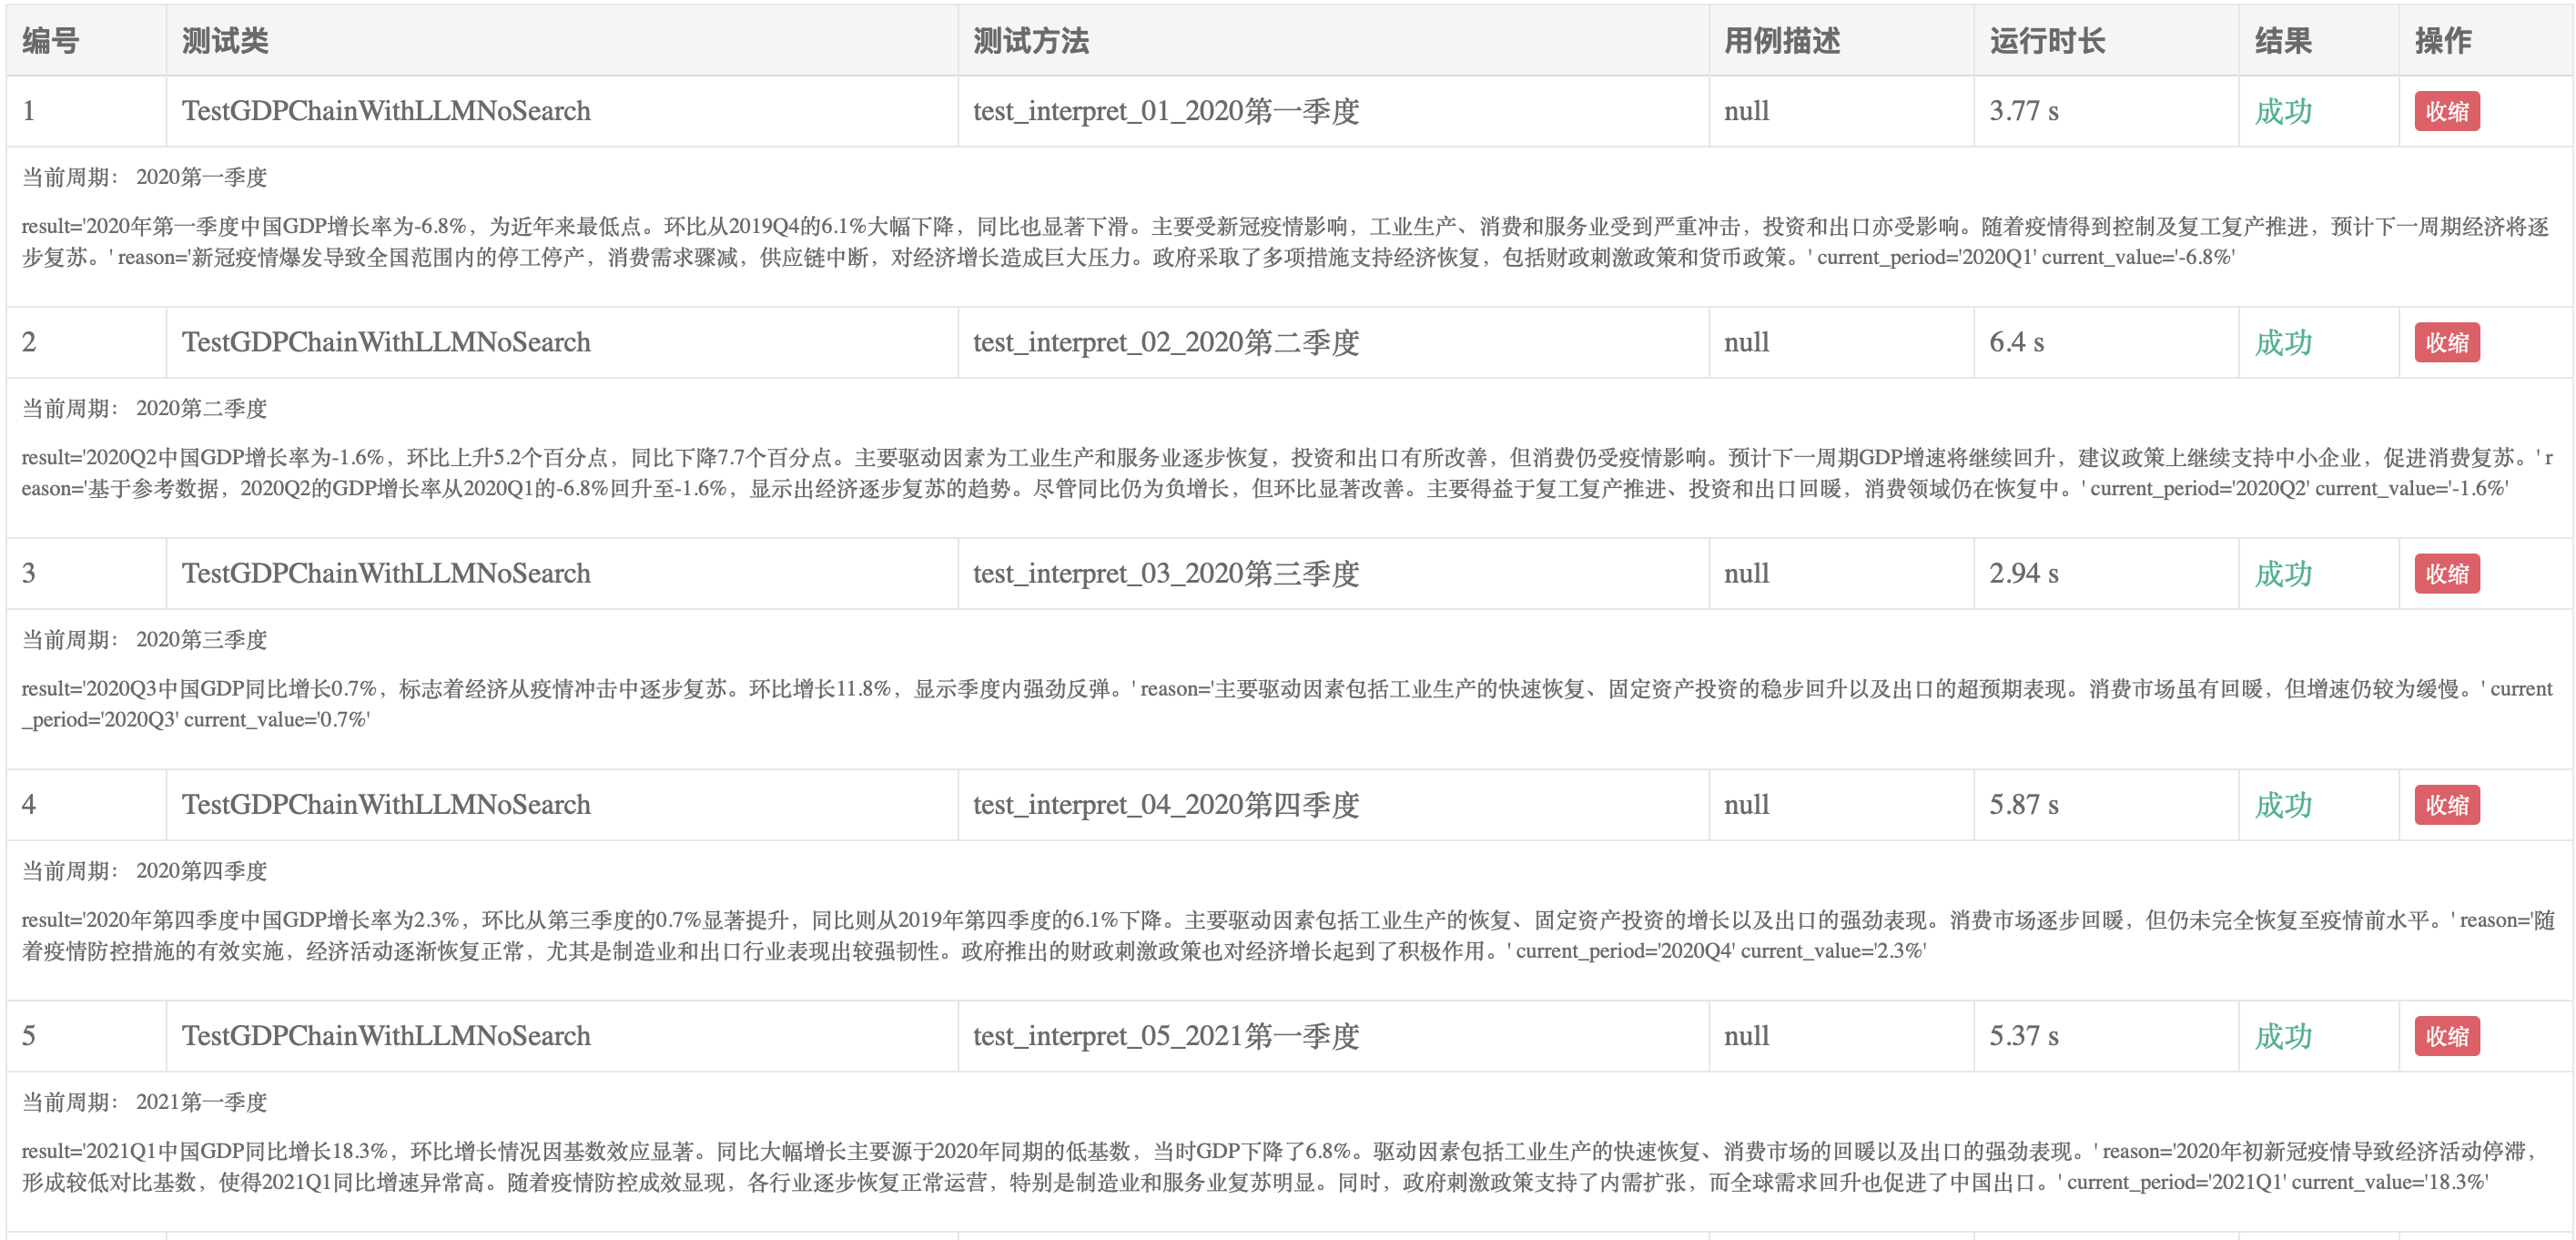 编号 测试类 测试方法 用例描述 运行时长 结果 操作
1 TestGDPChainWithLLMNoSearch test_interpret_01_2020第一季度 null 3.77 s 成功 收缩
当前周期： 2020第一季度
result='2020年第一季度中国GDP增长率为-6.8%，为近年来最低点。环比从2019Q4的6.1%大幅下降，同比也显著下滑。主要受新冠疫情影响，工业生产、消费和服务业受到严重冲击，投资和出口亦受影响。随着疫情得到控制及复工复产推进，预计下一周期经济将逐
步复苏。' reason='新冠疫情爆发导致全国范围内的停工停产，消费需求骤减，供应链中断，对经济增长造成巨大压力。政府采取了多项措施支持经济恢复，包括财政刺激政策和货币政策。' current_period='2020Q1' current_value='-6.8%'
2 TestGDPChainWithLLMNoSearch test_interpret_02_2020第二季度 null 6.4 s 成功 收缩
当前周期： 2020第二季度
result='2020Q2中国GDP增长率为-1.6%，环比上升5.2个百分点，同比下降7.7个百分点。主要驱动因素为工业生产和服务业逐步恢复，投资和出口有所改善，但消费仍受疫情影响。预计下一周期GDP增速将继续回升，建议政策上继续支持中小企业，促进消费复苏。' r
eason='基于参考数据，2020Q2的GDP增长率从2020Q1的-6.8%回升至-1.6%，显示出经济逐步复苏的趋势。尽管同比仍为负增长，但环比显著改善。主要得益于复工复产推进、投资和出口回暖，消费领域仍在恢复中。' current_period='2020Q2' current_value='-1.6%'
3 TestGDPChainWithLLMNoSearch test_interpret_03_2020第三季度 null 2.94 s 成功 收缩
当前周期： 2020第三季度
result='2020Q3中国GDP同比增长0.7%，标志着经济从疫情冲击中逐步复苏。环比增长11.8%，显示季度内强劲反弹。' reason='主要驱动因素包括工业生产的快速恢复、固定资产投资的稳步回升以及出口的超预期表现。消费市场虽有回暖，但增速仍较为缓慢。' current
_period='2020Q3' current_value='0.7%'
4 TestGDPChainWithLLMNoSearch test_interpret_04_2020第四季度 null 5.87 s 成功 收缩
当前周期： 2020第四季度
result='2020年第四季度中国GDP增长率为2.3%，环比从第三季度的0.7%显著提升，同比则从2019年第四季度的6.1%下降。主要驱动因素包括工业生产的恢复、固定资产投资的增长以及出口的强劲表现。消费市场逐步回暖，但仍未完全恢复至疫情前水平。' reason='随
着疫情防控措施的有效实施，经济活动逐渐恢复正常，尤其是制造业和出口行业表现出较强韧性。政府推出的财政刺激政策也对经济增长起到了积极作用。' current_period='2020Q4' current_value='2.3%'
5 TestGDPChainWithLLMNoSearch test_interpret_05_2021第一季度 null 5.37 s 成功 收缩
当前周期： 2021第一季度
result='2021Q1中国GDP同比增长18.3%，环比增长情况因基数效应显著。同比大幅增长主要源于2020年同期的低基数，当时GDP下降了6.8%。驱动因素包括工业生产的快速恢复、消费市场的回暖以及出口的强劲表现。' reason='2020年初新冠疫情导致经济活动停滞，
形成较低对比基数，使得2021Q1同比增速异常高。随着疫情防控成效显现，各行业逐步恢复正常运营，特别是制造业和服务业复苏明显。同时，政府刺激政策支持了内需扩张，而全球需求回升也促进了中国出口。' current_period='2021Q1' current_value='18.3%'